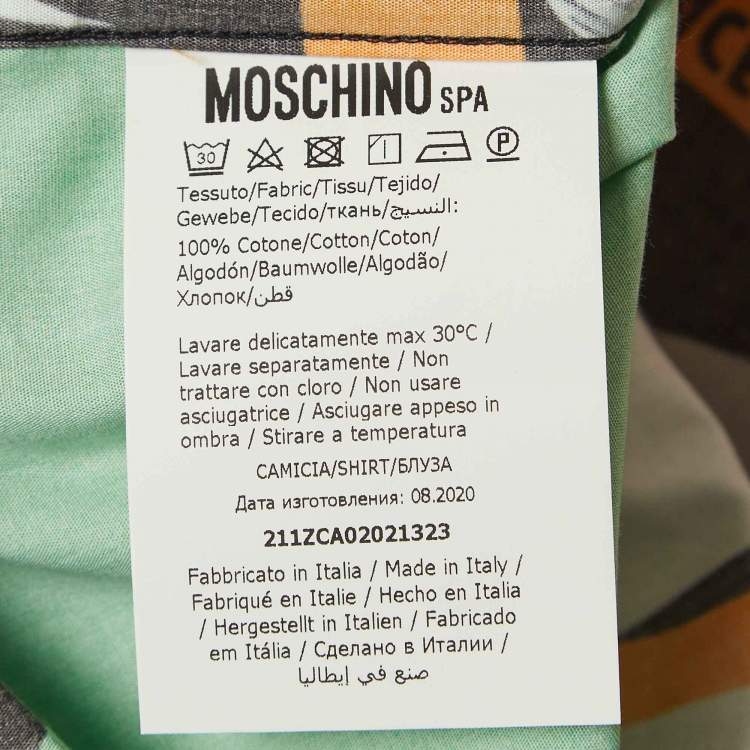 MOSCHINO SPA
30 P
Tessuto/Fabric/Tissu/Tejido/
Gewebe/Tecido/ткань/النسيج:
100% Cotone/Cotton/Coton/
Algodón/Baumwolle/Algodão/
Хлопок/قطن
Lavare delicatamente max 30°C /
Lavare separatamente / Non
trattare con cloro / Non usare
asciugatrice / Asciugare appeso in
ombra / Stirare a temperatura
CAMICIA/SHIRT/БЛУЗА
Дата изготовления: 08.2020
211ZCA02021323
Fabbricato in Italia / Made in Italy /
Fabriqué en Italie / Hecho en Italia
/ Hergestellt in Italien / Fabricado
em Itália / Сделано в Италии /
صنع في إيطاليا